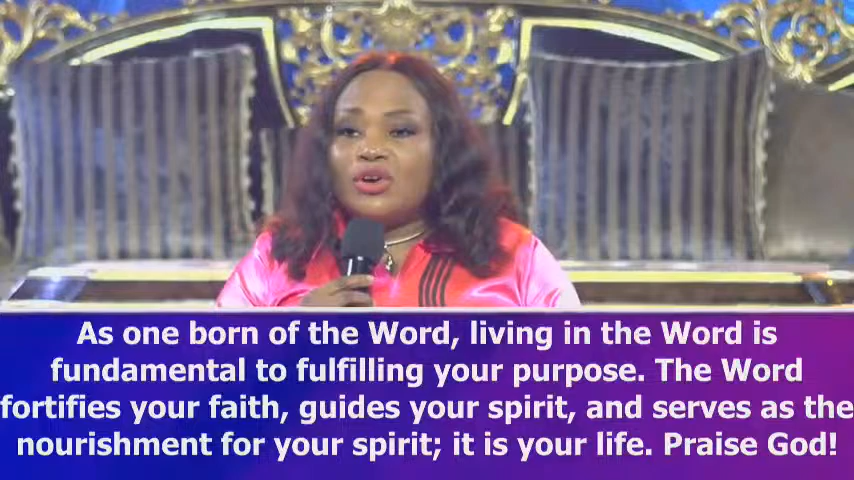 As one born of the Word, living in the Word is
fundamental to fulfilling your purpose. The Word
fortifies your faith, guides your spirit, and serves as the
nourishment for your spirit; it is your life. Praise God!